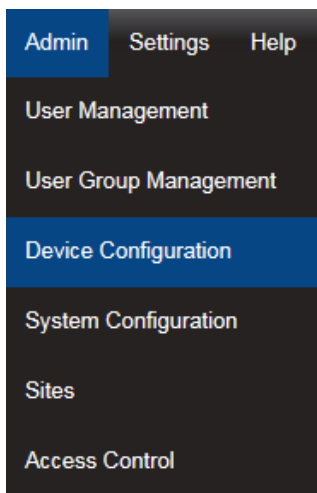 Admin Settings Help
User Management
User Group Management
Device Configuration
System Configuration
Sites
Access Control